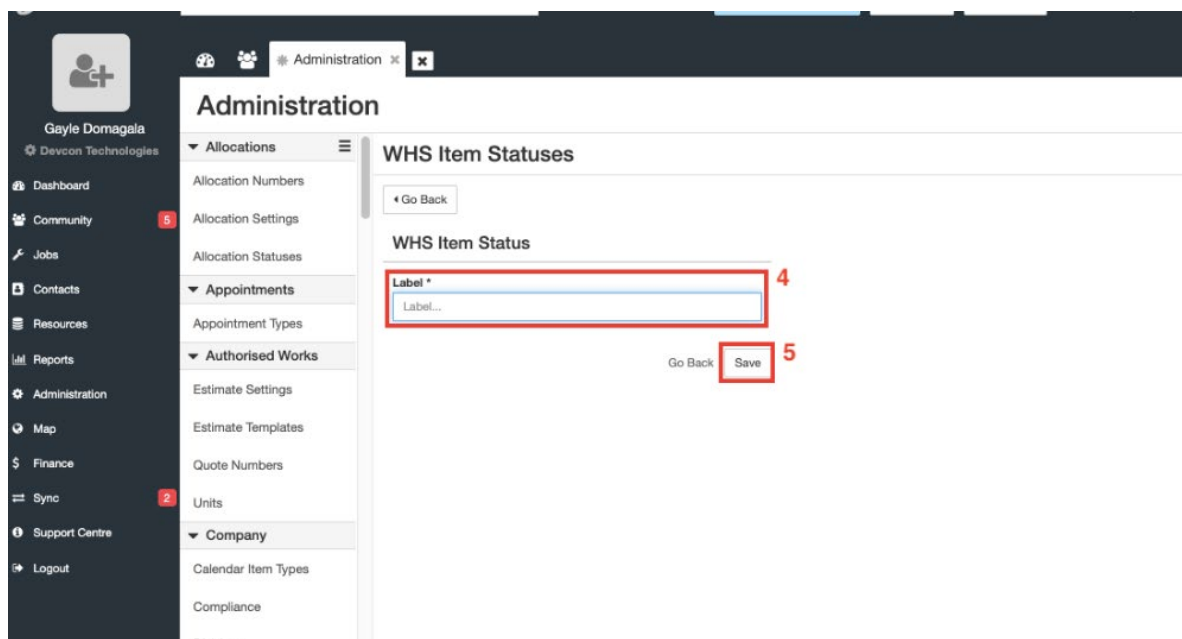 Gayle Domagala
Devcon Technologies
Dashboard
Community 5
Jobs
Contacts
Resources
Reports
Administration
Map
$ Finance
Sync 2
Support Centre
Logout
Administration
Administration
Allocations
Allocation Numbers
Allocation Settings
Allocation Statuses
Appointments
Appointment Types
Authorised Works
Estimate Settings
Estimate Templates
Quote Numbers
Units
Company
Calendar Item Types
Compliance
WHS Item Statuses
Go Back
WHS Item Status
Label * 4
Label...
Go Back Save 5